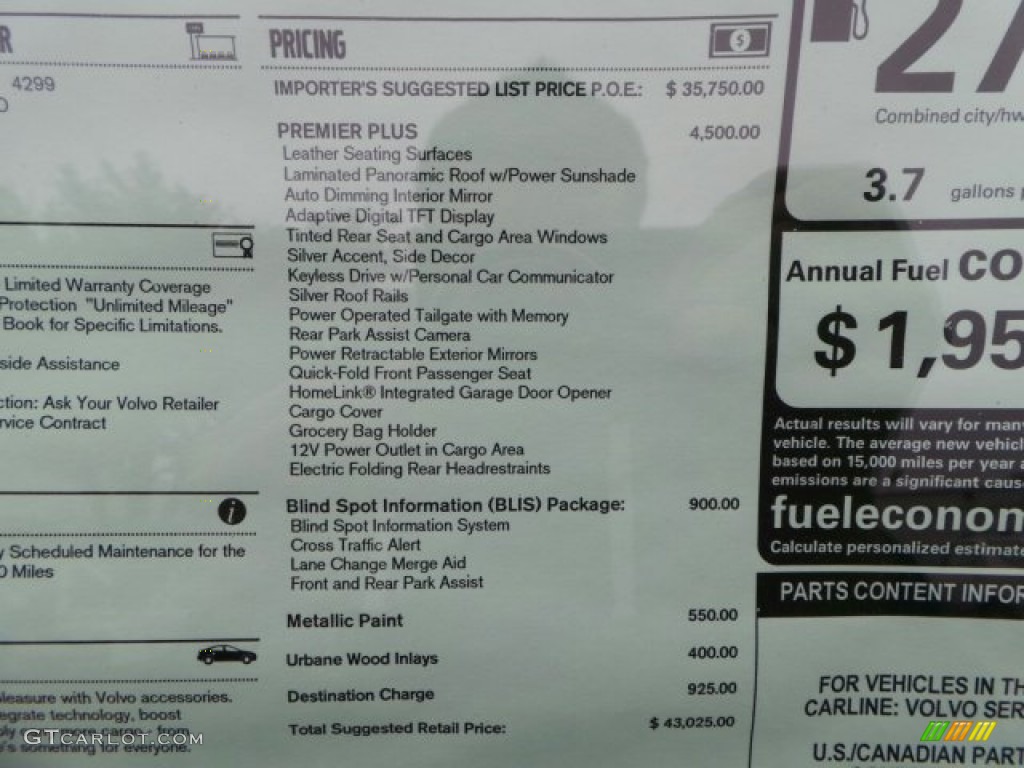 4299
PRICING
$
IMPORTER'S SUGGESTED LIST PRICE P.O.E.: $ 35,750.00
PREMIER PLUS 4,500.00
Leather Seating Surfaces
Laminated Panoramic Roof w/Power Sunshade
Auto Dimming Interior Mirror
Adaptive Digital TFT Display
Tinted Rear Seat and Cargo Area Windows
Silver Accent, Side Decor
Keyless Drive w/Personal Car Communicator
Silver Roof Rails
Power Operated Tailgate with Memory
Rear Park Assist Camera
Power Retractable Exterior Mirrors
Quick-Fold Front Passenger Seat
HomeLink® Integrated Garage Door Opener
Cargo Cover
Grocery Bag Holder
12V Power Outlet in Cargo Area
Electric Folding Rear Headrestraints
Blind Spot Information (BLIS) Package: 900.00
Blind Spot Information System
Cross Traffic Alert
Lane Change Merge Aid
Front and Rear Park Assist
Metallic Paint 550.00
Urbane Wood Inlays 400.00
Destination Charge 925.00
Total Suggested Retail Price: $ 43,025.00
Limited Warranty Coverage
Protection "Unlimited Mileage"
Book for Specific Limitations.
side Assistance
ction: Ask Your Volvo Retailer
rvice Contract
i
y Scheduled Maintenance for the
0 Miles
leasure with Volvo accessories.
egrate technology, boost
more cargo - from
's something for everyone.
GTcarlot.com
27
Combined city/hw
3.7 gallons p
Annual Fuel CO
$ 1,95
Actual results will vary for man
vehicle. The average new vehicl
based on 15,000 miles per year a
emissions are a significant caus
fueleconom
Calculate personalized estimate
PARTS CONTENT INFOR
FOR VEHICLES IN TH
CARLINE: VOLVO SER
U.S./CANADIAN PART